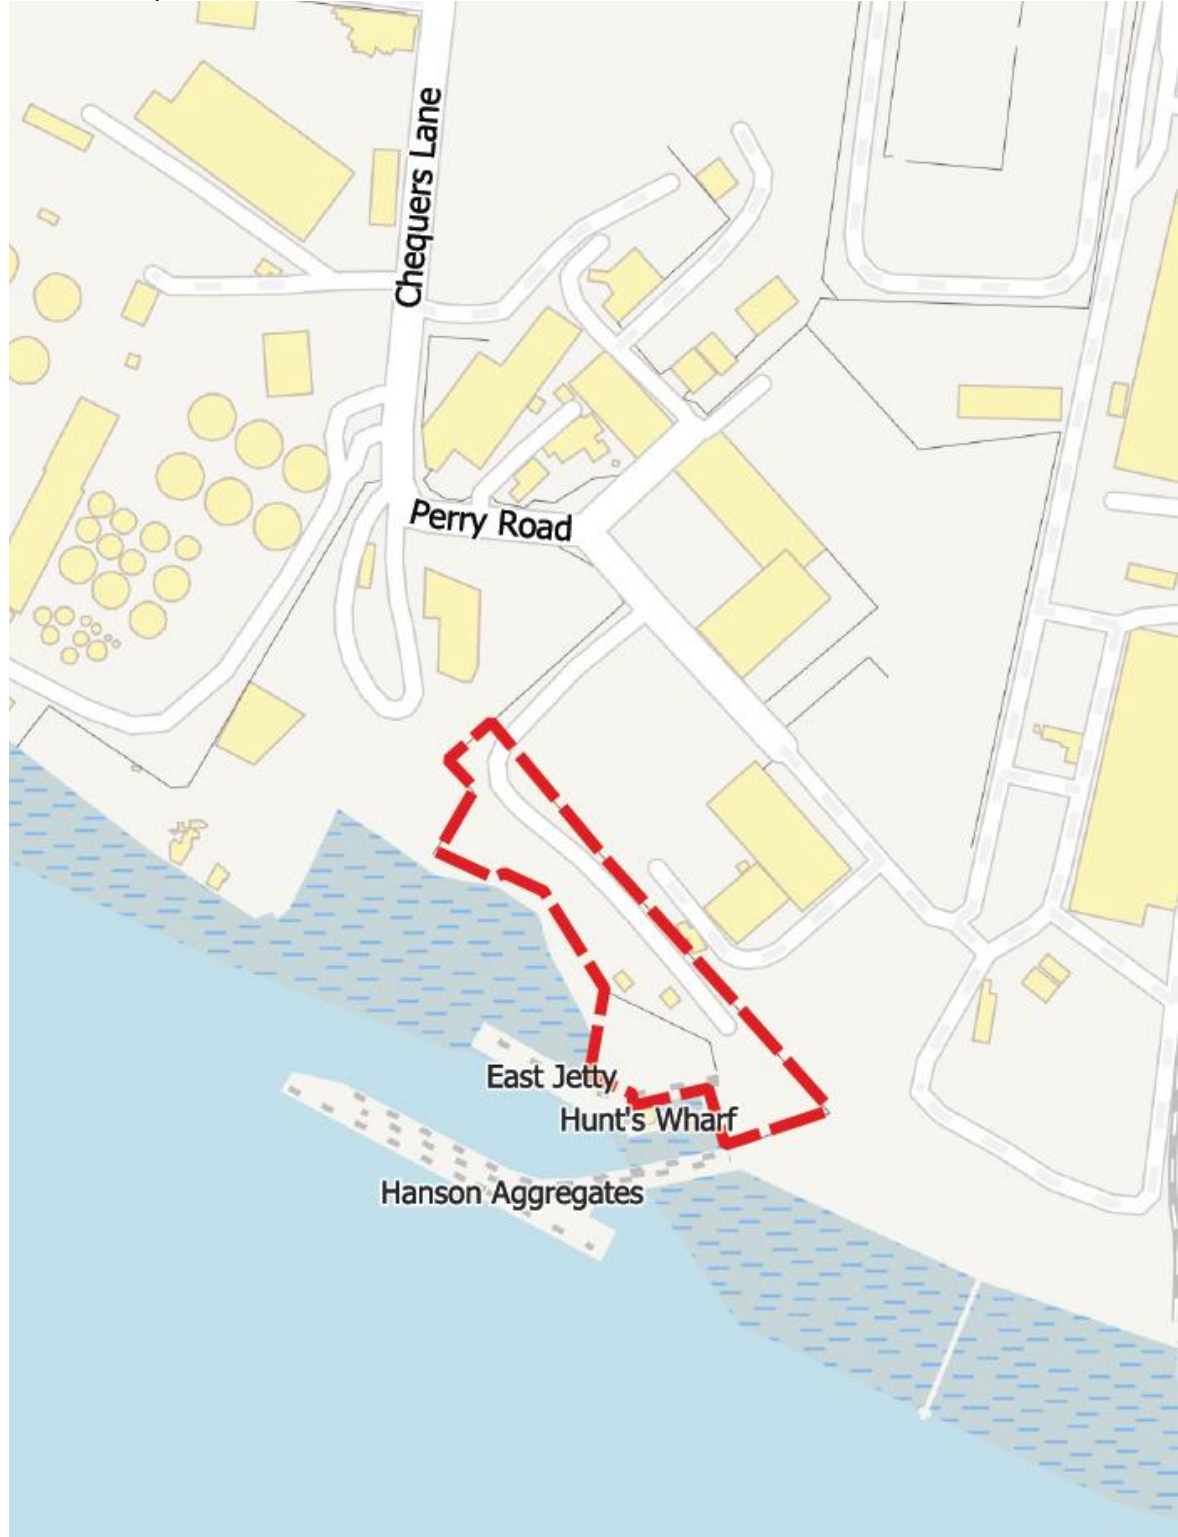 Chequers Lane
Perry Road
East Jetty
Hunt's Wharf
Hanson Aggregates